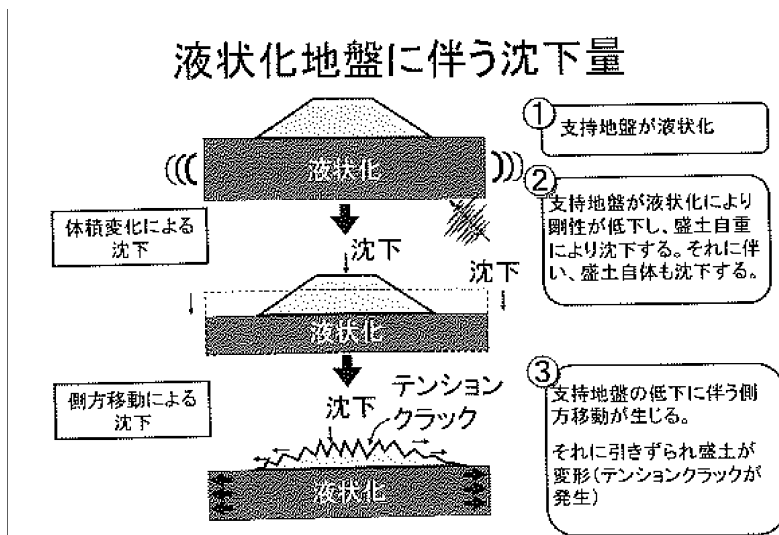 液状化地盤に伴う沈下量
① 支持地盤が液状化
液状化
② 支持地盤が液状化により
剛性が低下し、盛土自重
により沈下する。それに伴
い、盛土自体も沈下する。
体積変化による
沈下
沈下
沈下
液状化
③ 支持地盤の低下に伴う側
方移動が生じる。
それに引きずられ盛土が
変形(テンションクラックが
発生)
側方移動による
沈下
沈下
テンション
クラック
液状化